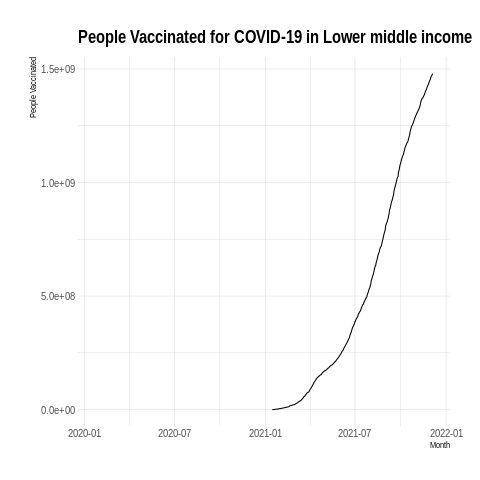 People Vaccinated for COVID-19 in Lower middle income
People Vaccinated
1.5e+09
1.0e+09
5.0e+08
0.0e+00
2020-01 2020-07 2021-01 2021-07 2022-01
Month